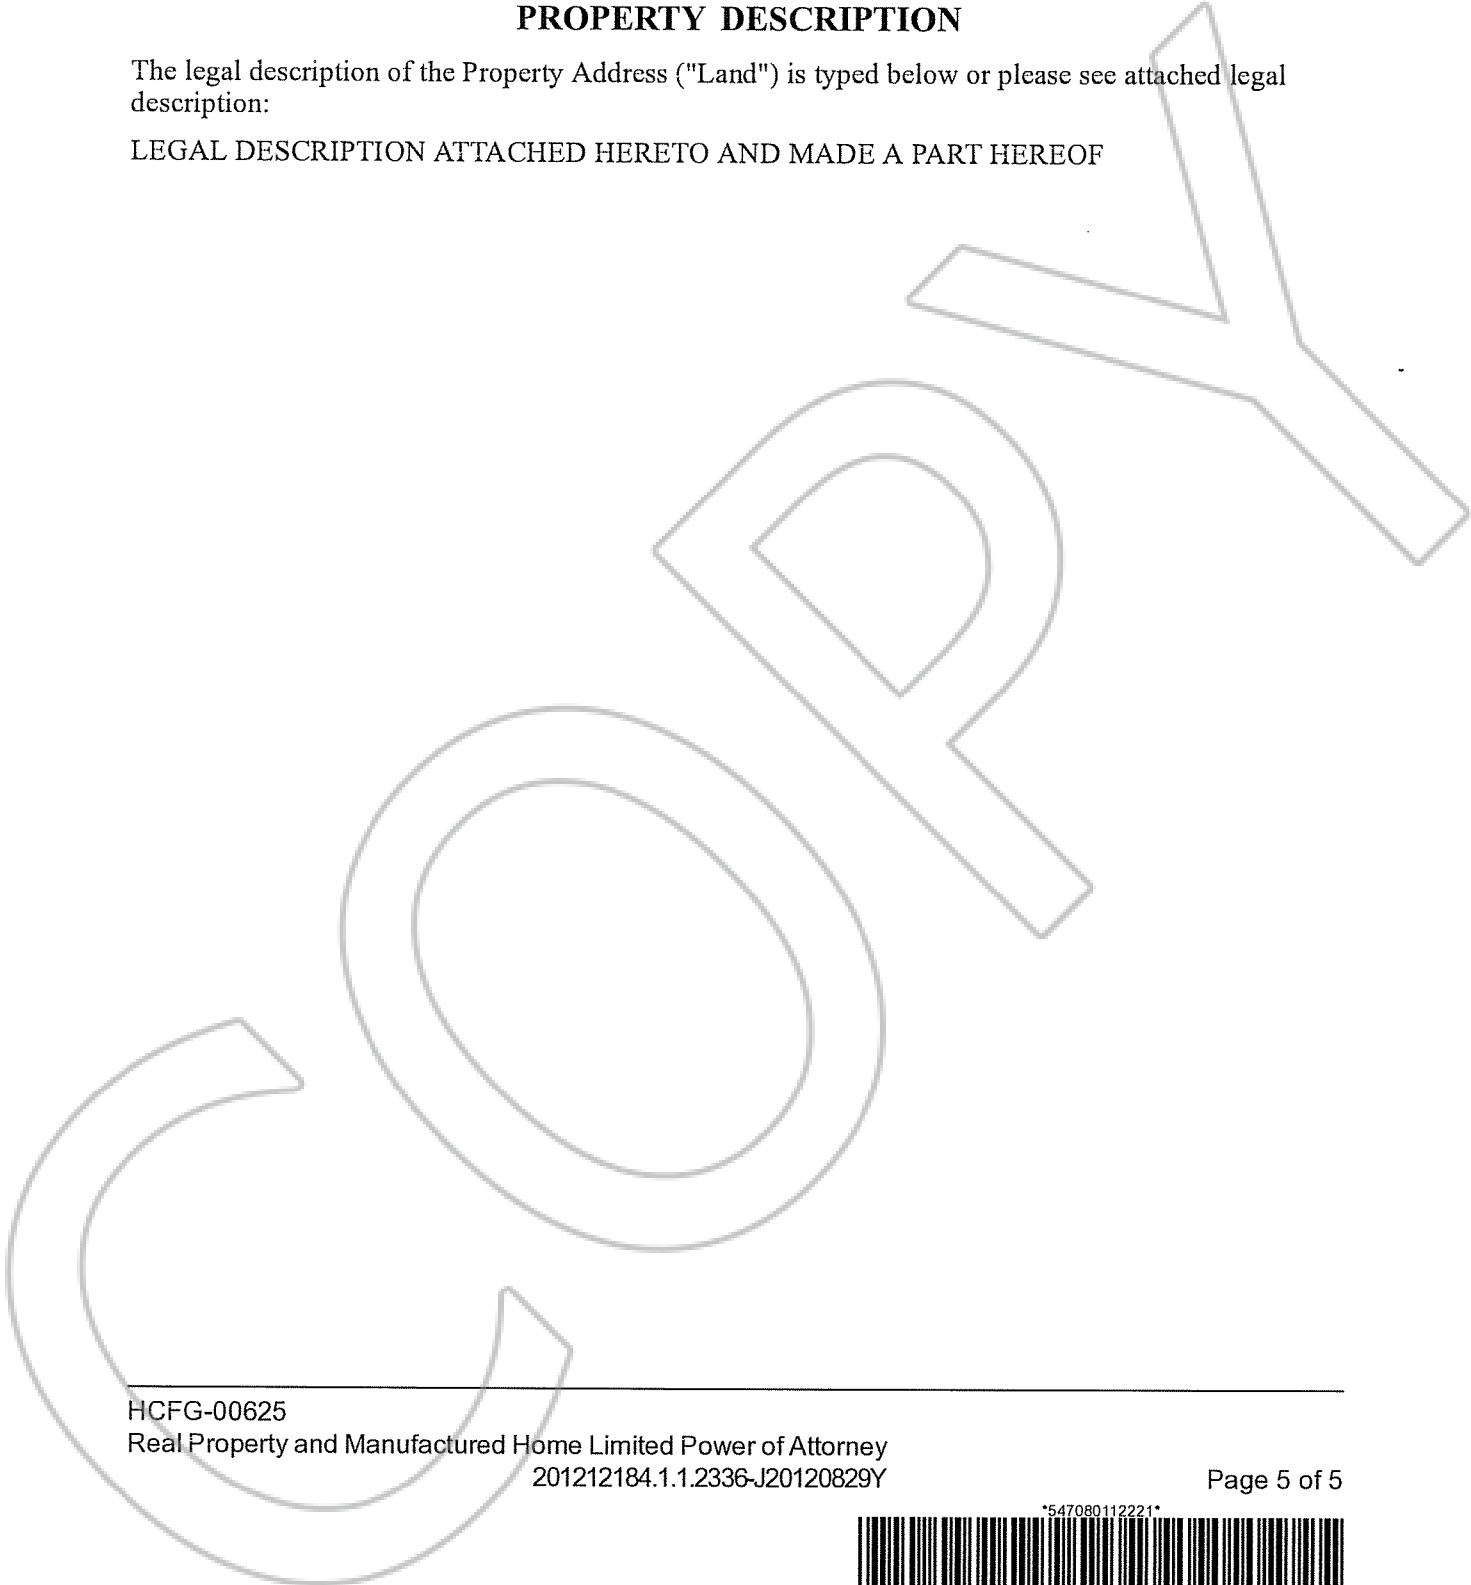 PROPERTY DESCRIPTION
The legal description of the Property Address ("Land") is typed below or please see attached legal
description:
LEGAL DESCRIPTION ATTACHED HERETO AND MADE A PART HEREOF
COPY
HCFG-00625
Real Property and Manufactured Home Limited Power of Attorney
201212184.1.1.2336-J20120829Y
Page 5 of 5
*547080112221*